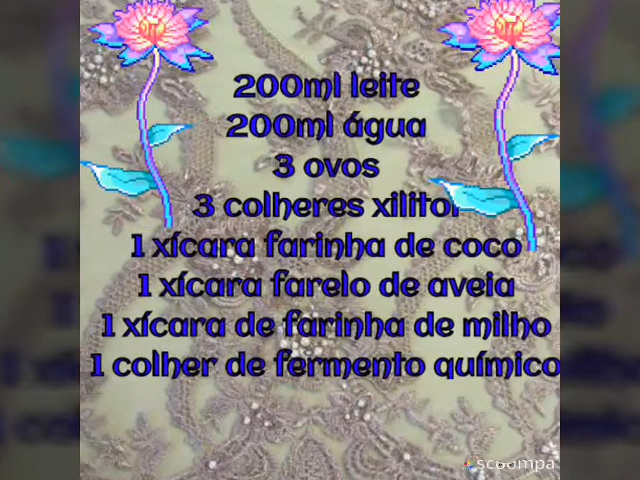 200ml leite
200ml água
3 ovos
3 colheres xilitol
1 xícara farinha de coco
1 xícara farelo de aveia
1 xícara de farinha de milho
1 colher de fermento químico
scoompa